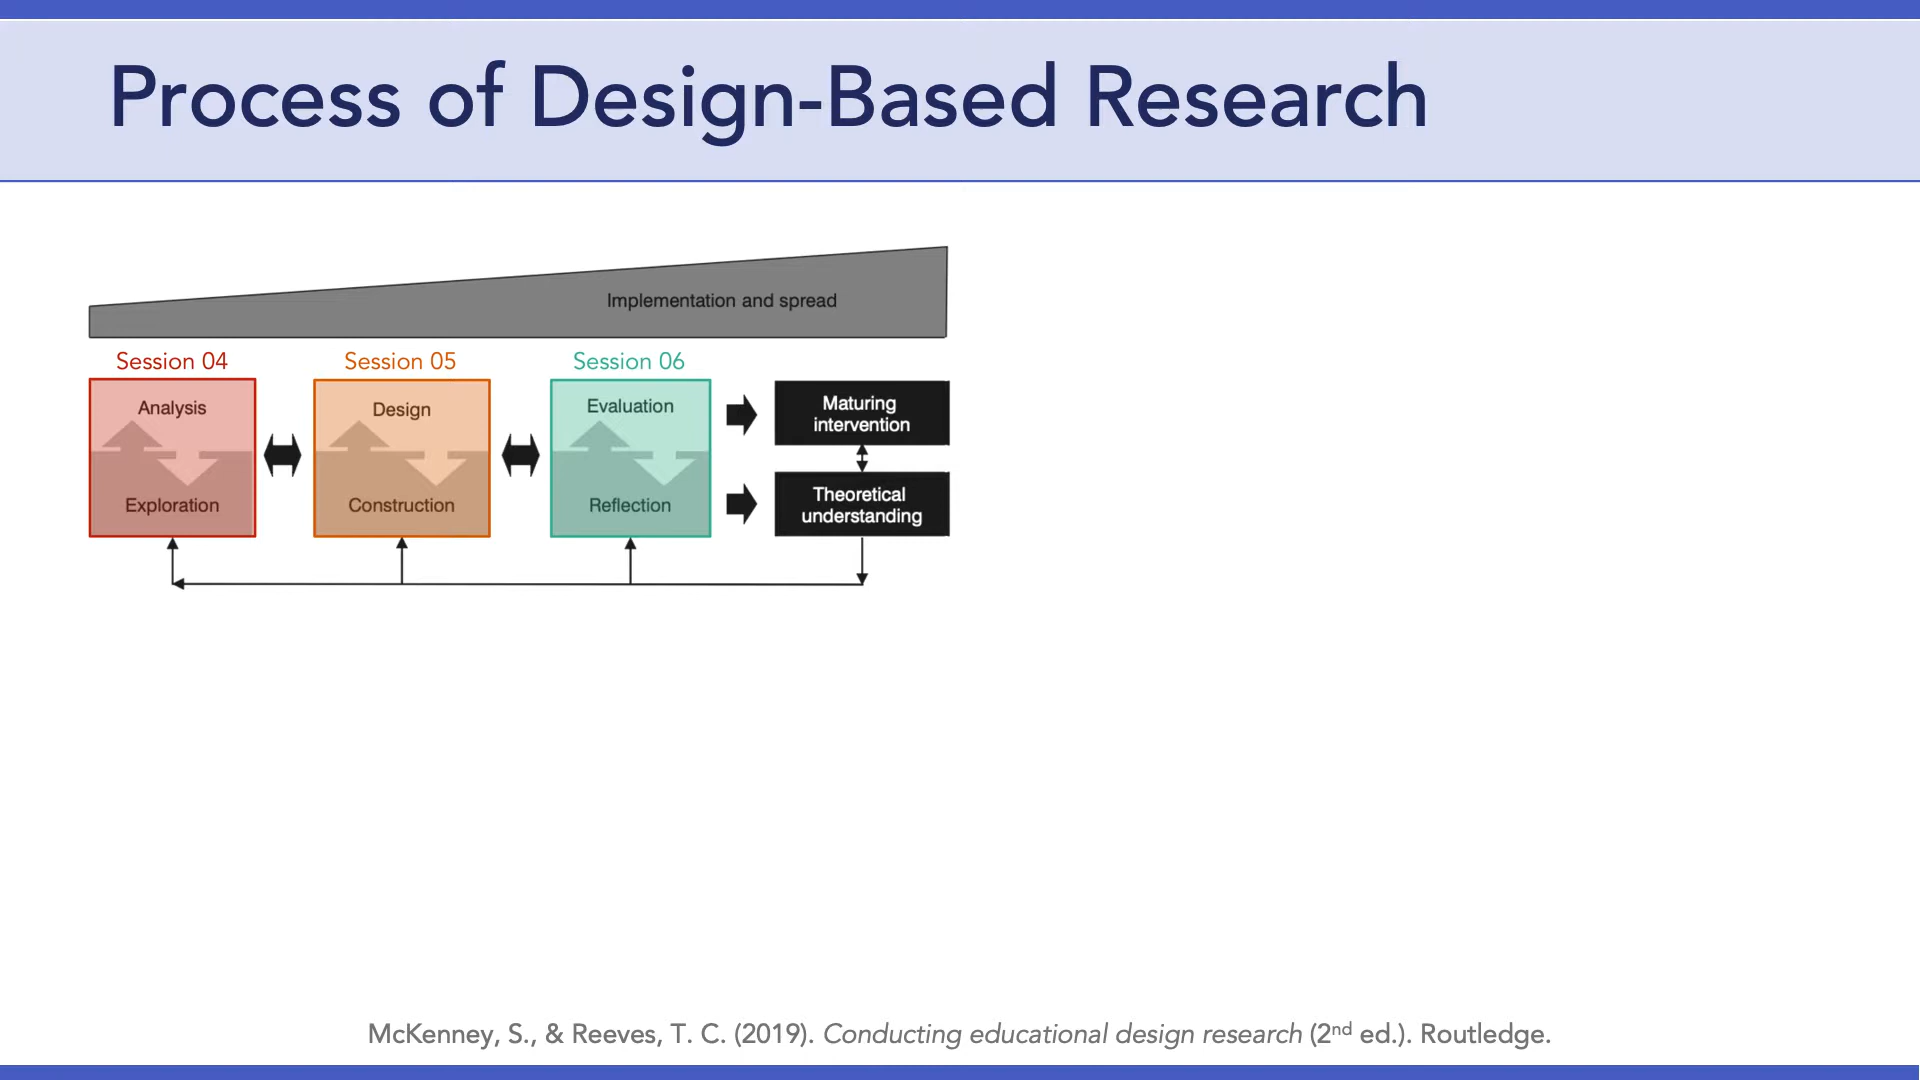 Process of Design-Based Research
Implementation and spread
Session 04
Session 05
Session 06
Analysis
Exploration
Design
Construction
Evaluation
Reflection
Maturing
intervention
Theoretical
understanding
McKenney, S., & Reeves, T. C. (2019). Conducting educational design research (2nd ed.). Routledge.